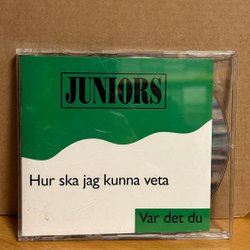 JUNIORS
Hur ska jag kunna veta
Var det du